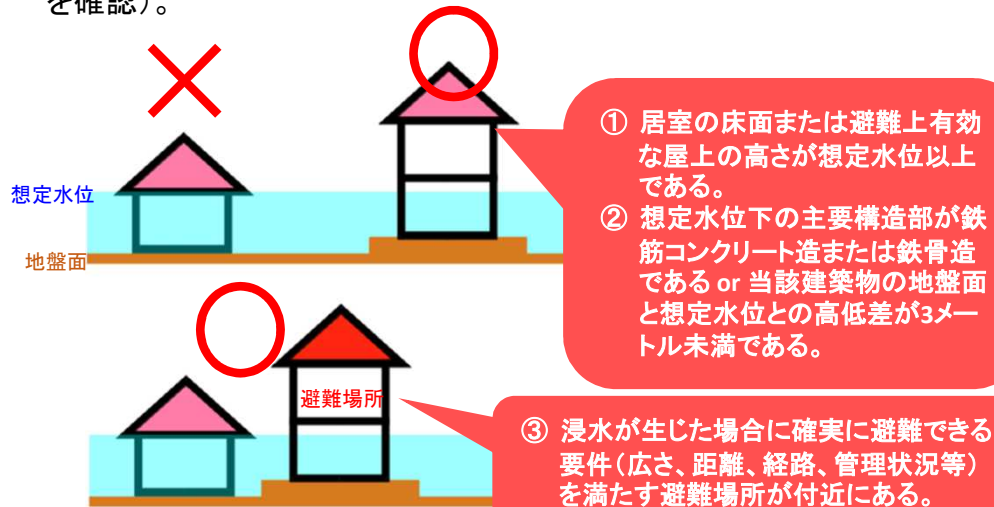 を確認）。
① 居室の床面または避難上有効
な屋上の高さが想定水位以上
である。
② 想定水位下の主要構造部が鉄
筋コンクリート造または鉄骨造
である or 当該建築物の地盤面
と想定水位との高低差が3メー
トル未満である。
想定水位
地盤面
避難場所
③ 浸水が生じた場合に確実に避難できる
要件（広さ、距離、経路、管理状況等）
を満たす避難場所が付近にある。